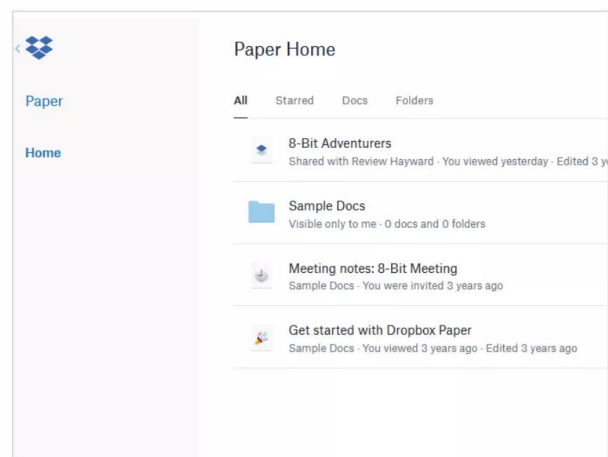 Paper Home
Paper
All Starred Docs Folders
8-Bit Adventurers
Shared with Review Hayward · You viewed yesterday · Edited 3
Home
Sample Docs
Visible only to me · 0 docs and 0 folders
Meeting notes: 8-Bit Meeting
Sample Docs · You were invited 3 years ago
Get started with Dropbox Paper
Sample Docs · You viewed 3 years ago · Edited 3 years ago